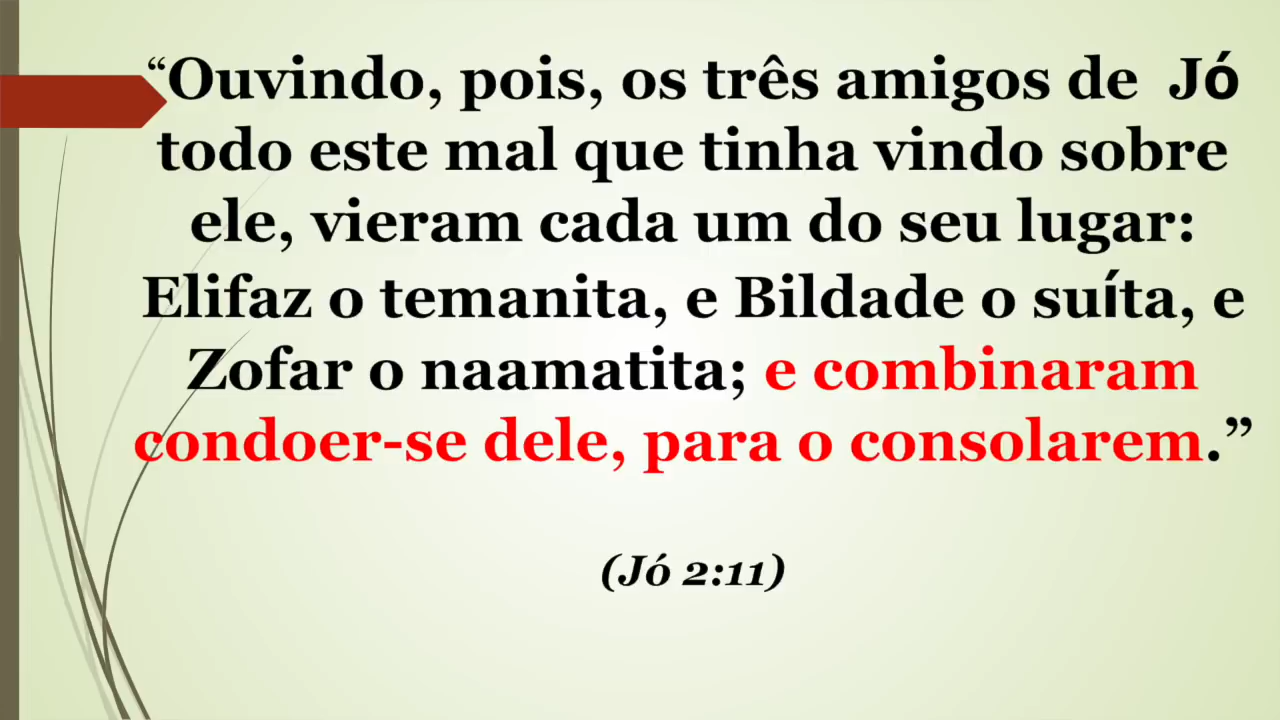 “Ouvindo, pois, os três amigos de Jó
todo este mal que tinha vindo sobre
ele, vieram cada um do seu lugar:
Elifaz o temanita, e Bildade o suíta, e
Zofar o naamatita; e combinaram
condoer-se dele, para o consolarem.”
(Jó 2:11)